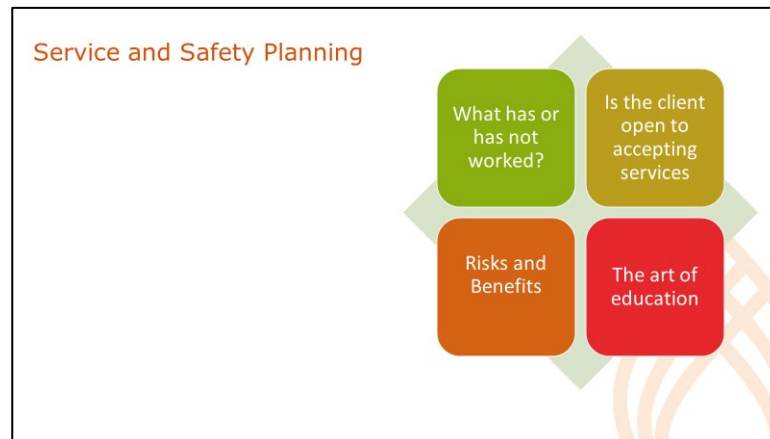 Service and Safety Planning
What has or
has not
worked?
Is the client
open to
accepting
services
Risks and
Benefits
The art of
education